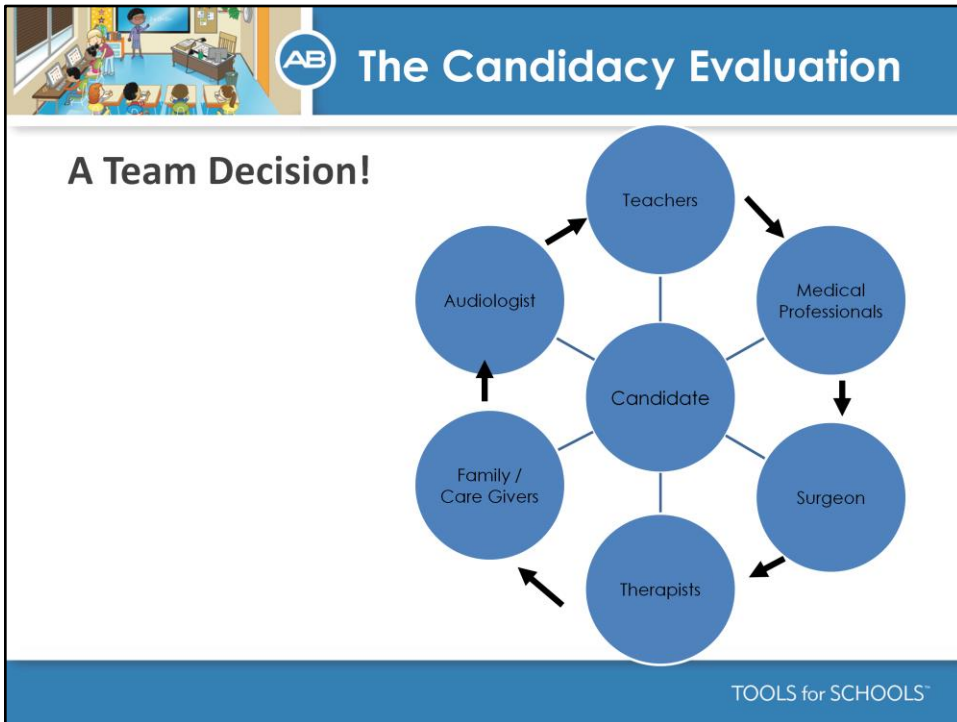 AB
The Candidacy Evaluation
A Team Decision!
Teachers
Medical
Professionals
Surgeon
Therapists
Family /
Care Givers
Audiologist
Candidate
TOOLS for SCHOOLS™